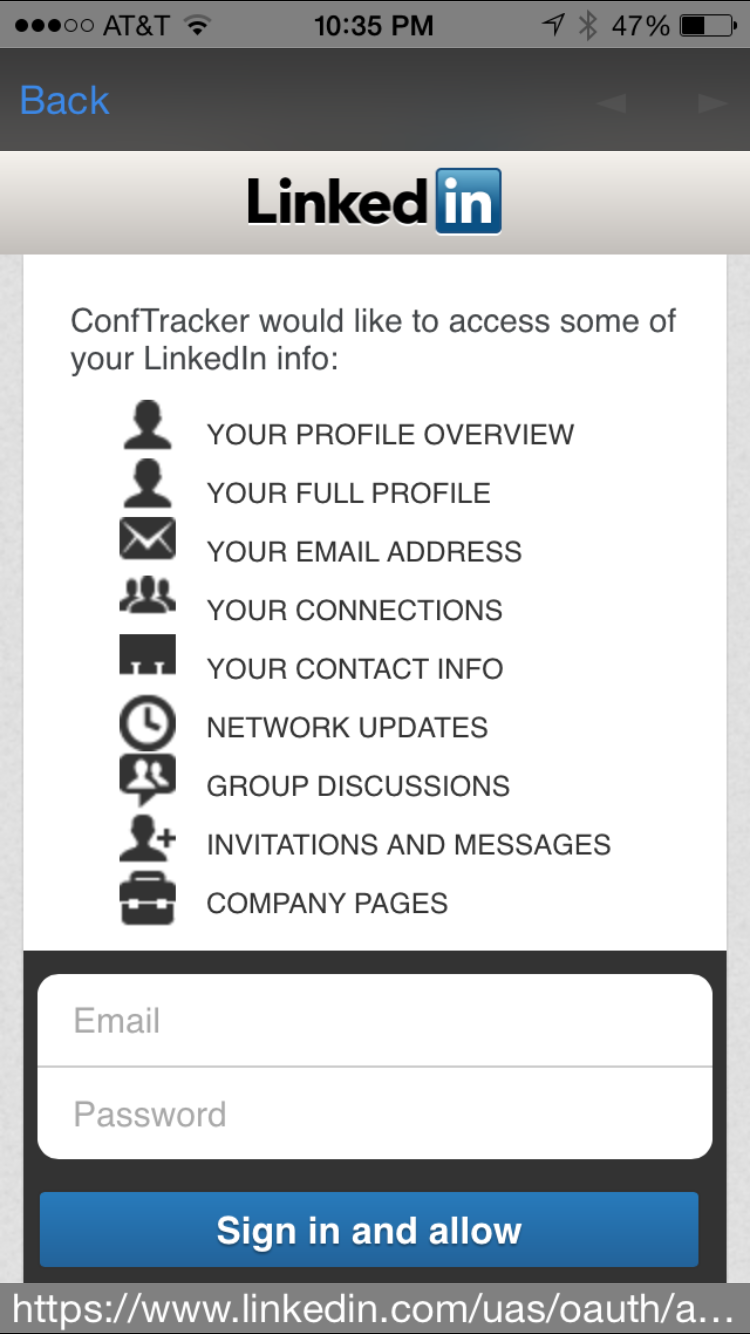 AT&T 10:35 PM 47%
Back
Linked in
ConfTracker would like to access some of
your LinkedIn info:
YOUR PROFILE OVERVIEW
YOUR FULL PROFILE
YOUR EMAIL ADDRESS
YOUR CONNECTIONS
YOUR CONTACT INFO
NETWORK UPDATES
GROUP DISCUSSIONS
INVITATIONS AND MESSAGES
COMPANY PAGES
Email
Password
Sign in and allow
https://www.linkedin.com/uas/oauth/a...